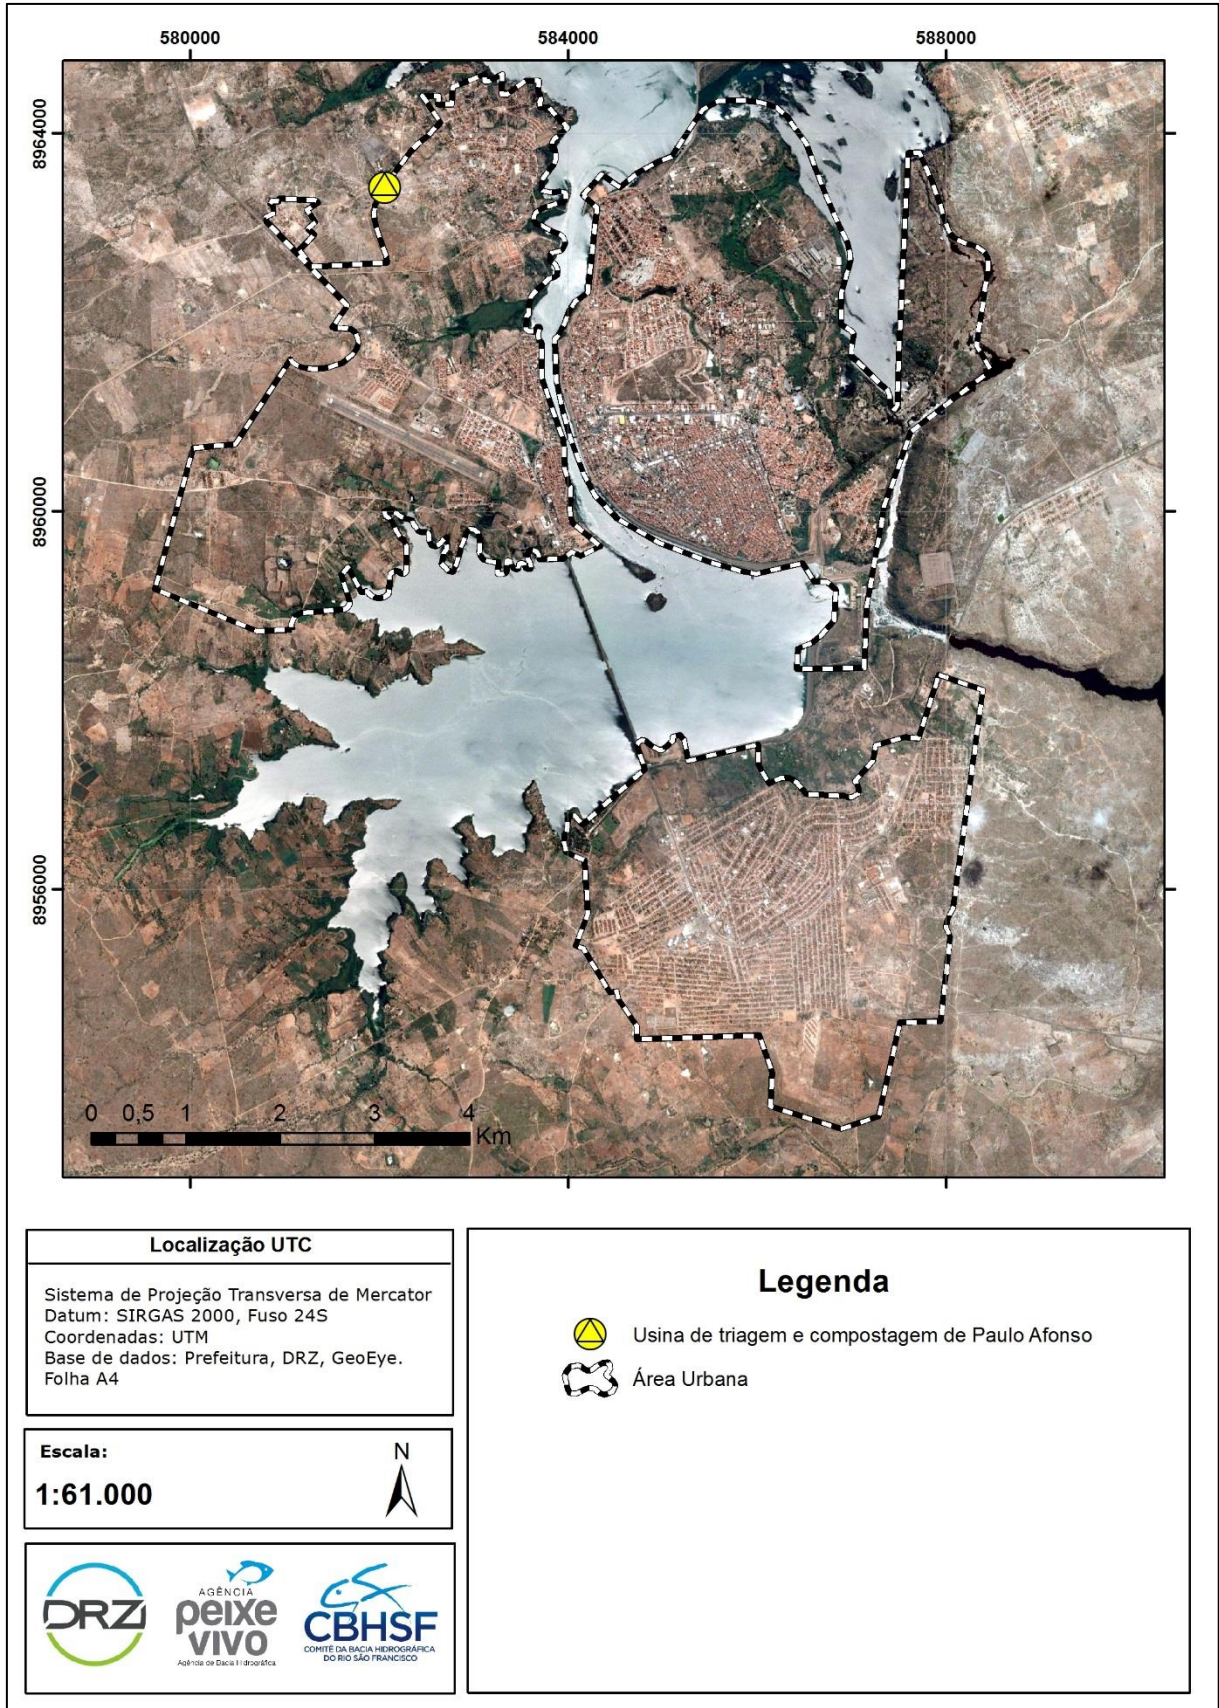 580000
584000
588000
8964000
8960000
8956000
0 0,5 1 2 3 4
Km
Localização UTC
Sistema de Projeção Transversa de Mercator
Datum: SIRGAS 2000, Fuso 24S
Coordenadas: UTM
Base de dados: Prefeitura, DRZ, GeoEye.
Folha A4
Escala:
N
1:61.000
DRZ
AGÊNCIA
peixe
vivo
Agência de Bacia Hidrográfica
CBHSF
COMITÊ DA BACIA HIDROGRÁFICA
DO RIO SÃO FRANCISCO
Legenda
Usina de triagem e compostagem de Paulo Afonso
Área Urbana